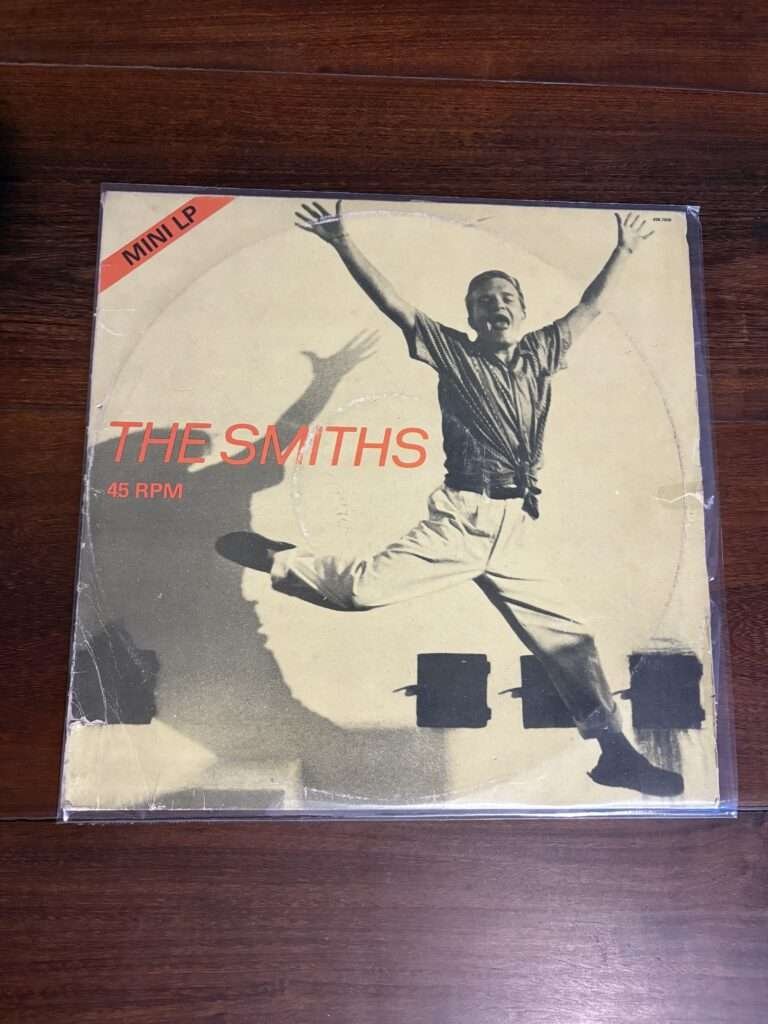 MINI LP
THE SMITHS
45 RPM